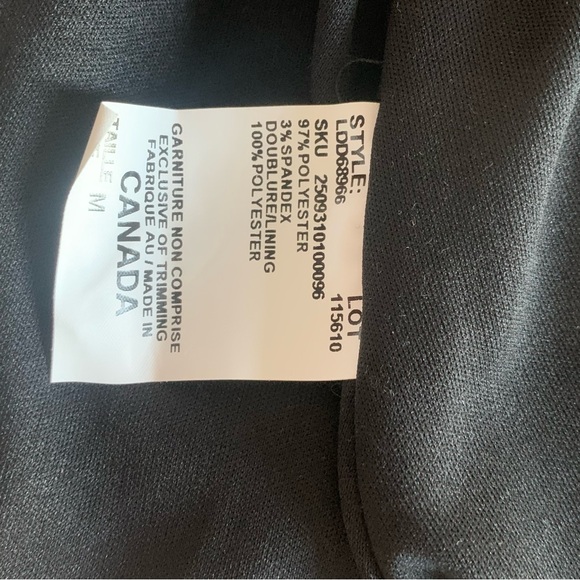 STYLE: LOT
LDD68966 115610
SKU 2509310100096
97%POLYESTER
3%SPANDEX
DOUBLURE/LINING
100%POLYESTER
GARNITURE NON COMPRISE
EXCLUSIVE OF TRIMMING
FABRIQUE AU / MADE IN
CANADA
TAILLE
M